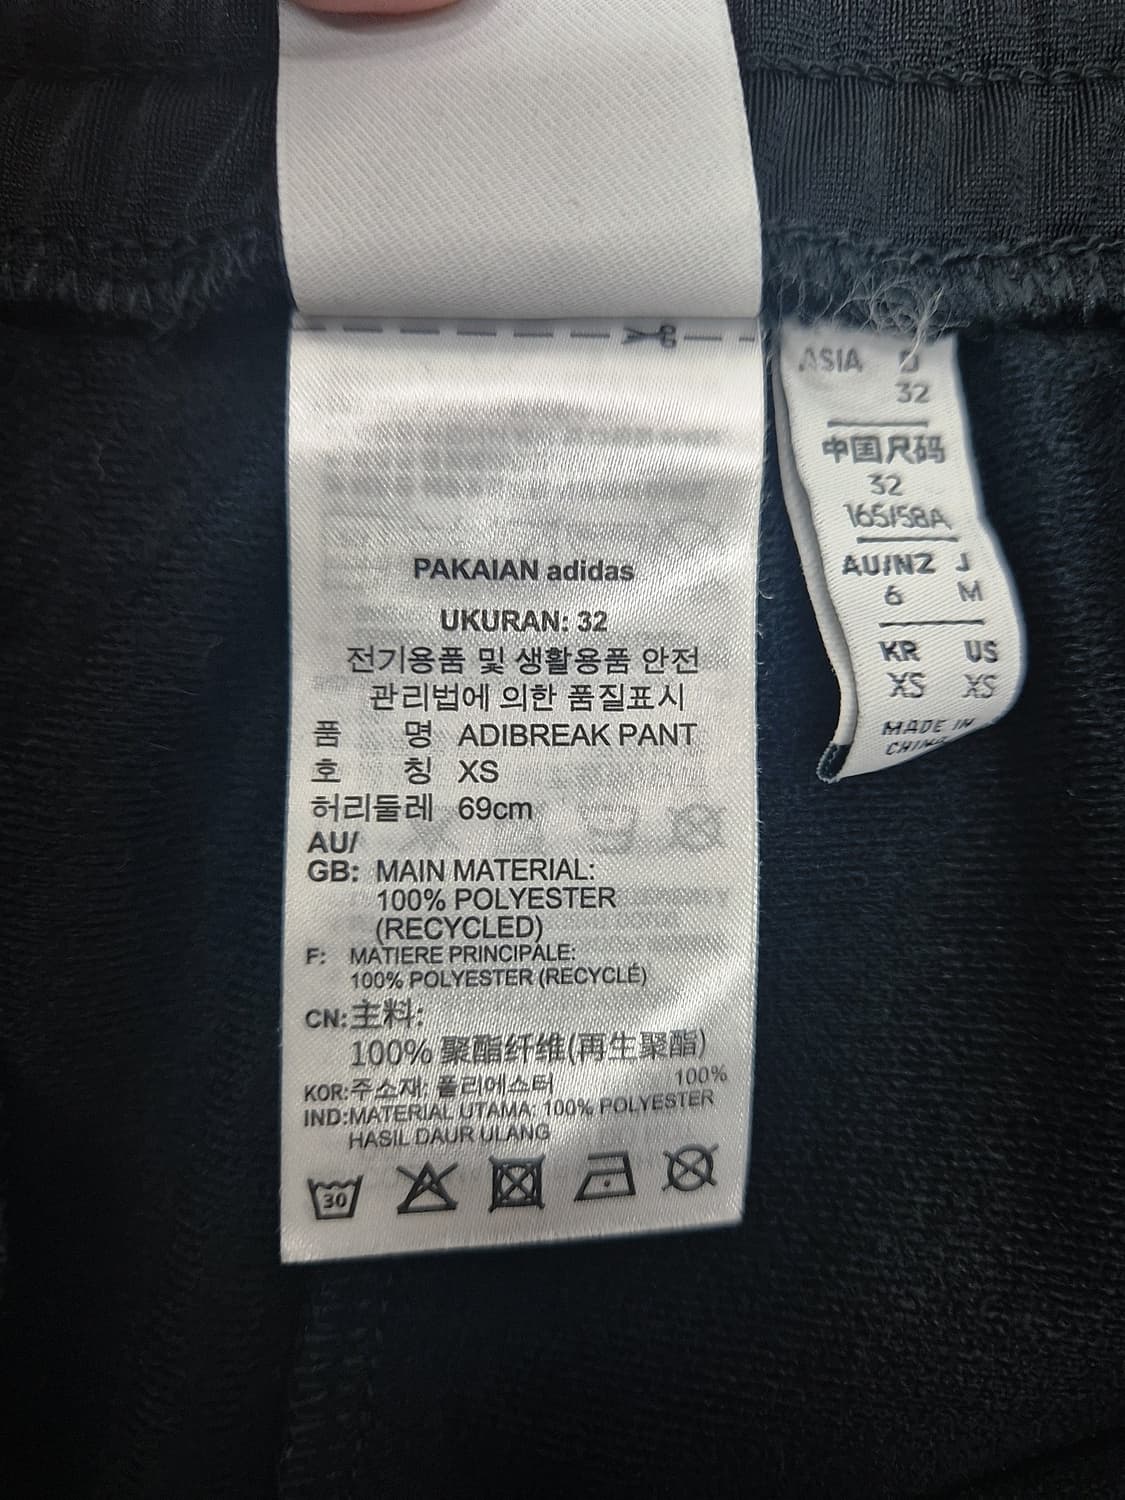 PAKAIAN adidas
UKURAN: 32
전기용품 및 생활용품 안전
관리법에 의한 품질표시
품 명 ADIBREAK PANT
호 칭 XS
허리둘레 69cm
AU/
GB: MAIN MATERIAL:
100% POLYESTER
(RECYCLED)
F: MATIERE PRINCIPALE:
100% POLYESTER (RECYCLÉ)
CN:主料:
100% 聚酯纤维(再生聚酯)
KOR:주소재: 폴리에스터 100%
IND:MATERIAL UTAMA: 100% POLYESTER
HASIL DAUR ULANG
30
ASIA D
32
中国尺码
32
165/58A
AU/NZ J
6 M
KR US
XS XS
MADE IN
CHINA